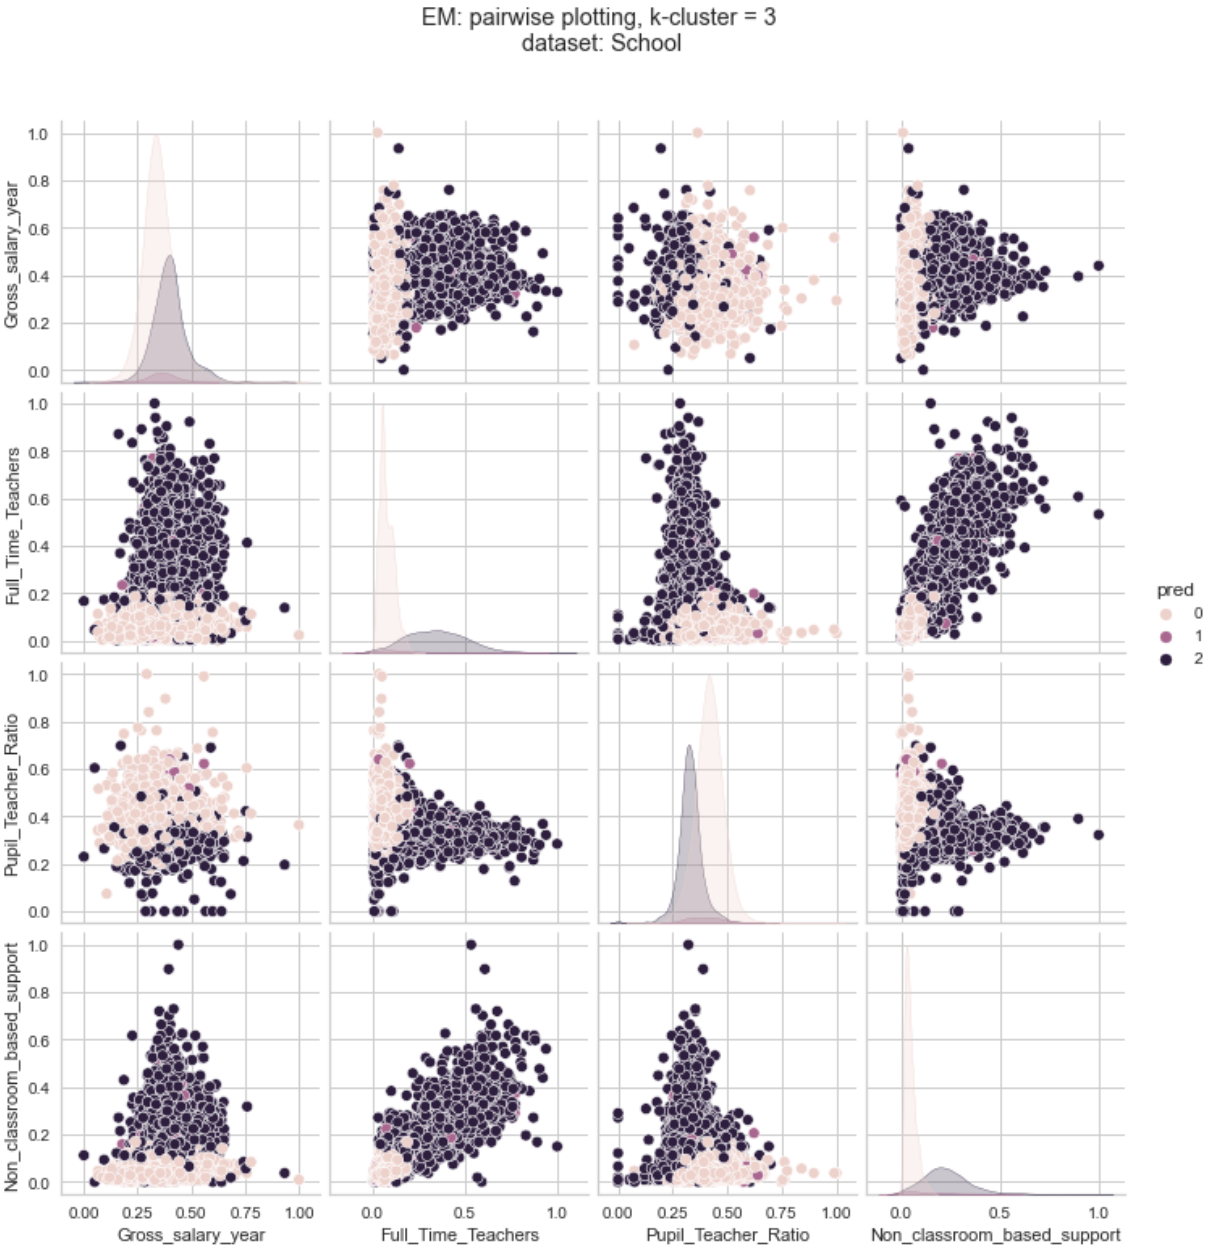 EM: pairwise plotting, k-cluster = 3
dataset: School
1.0
0.8
0.6
0.4
0.2
0.0
Gross_salary_year
1.0
0.8
0.6
0.4
0.2
0.0
Full_Time_Teachers
1.0
0.8
0.6
0.4
0.2
0.0
Pupil_Teacher_Ratio
1.0
0.8
0.6
0.4
0.2
0.0
Non_classroom_based_support
0.00 0.25 0.50 0.75 1.00
Gross_salary_year
0.0 0.5 1.0
Full_Time_Teachers
0.00 0.25 0.50 0.75 1.00
Pupil_Teacher_Ratio
0.0 0.5 1.0
Non_classroom_based_support
pred
0
1
2